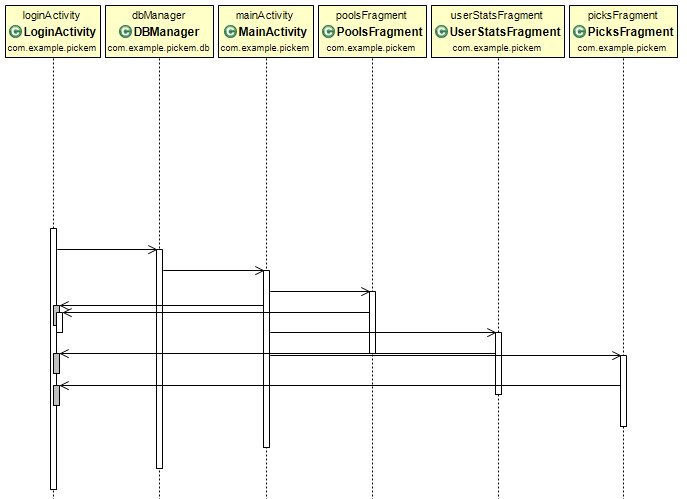 loginActivity
LoginActivity
com.example.pickem
dbManager
DBManager
com.example.pickem.db
mainActivity
MainActivity
com.example.pickem
poolsFragment
PoolsFragment
com.example.pickem
userStatsFragment
UserStatsFragment
com.example.pickem
picksFragment
PicksFragment
com.example.pickem